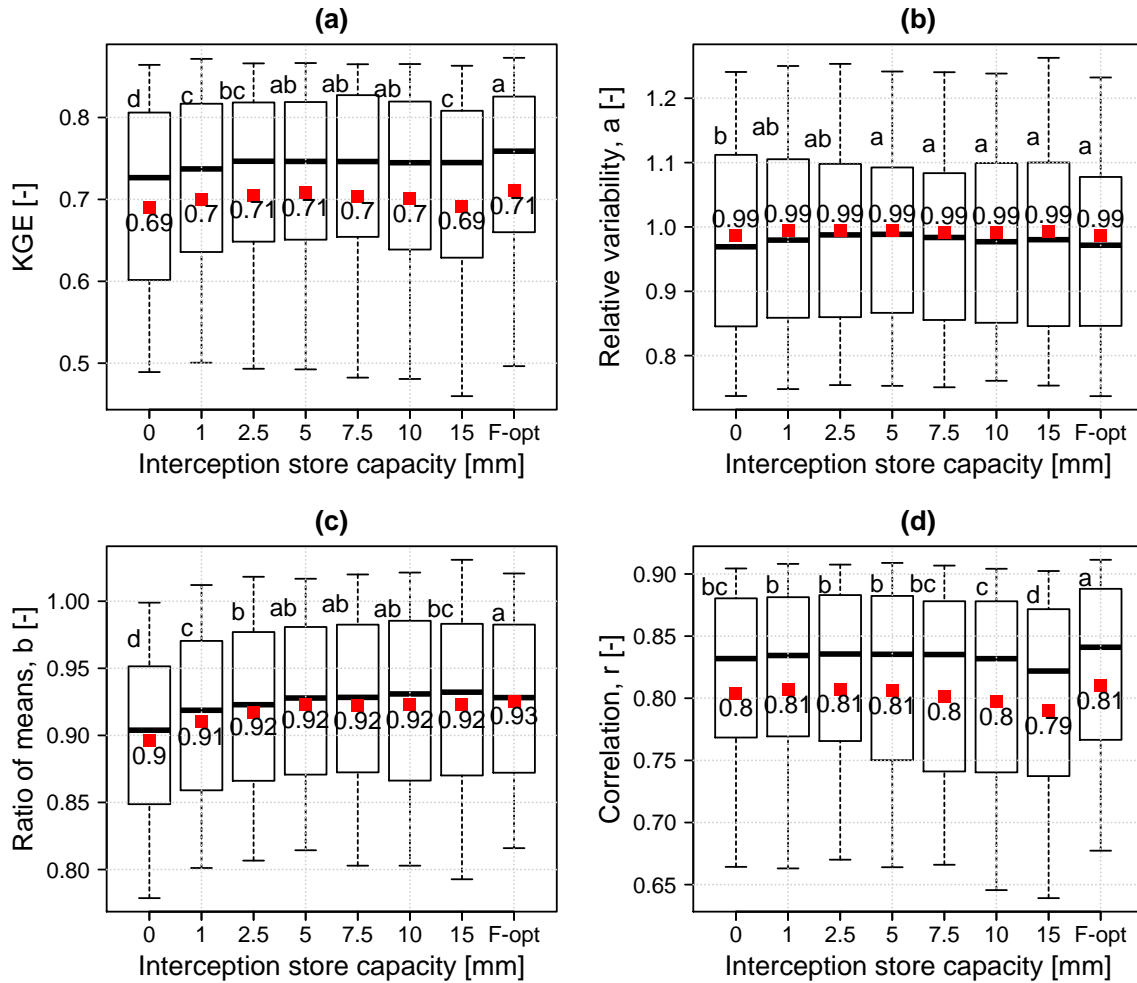 (a)
KGE [-]
0.8
0.7
0.6
0.5
d c bc ab ab ab c a
0.69 0.7 0.71 0.71 0.7 0.7 0.69 0.71
0 1 2.5 5 7.5 10 15 F-opt
Interception store capacity [mm]
(b)
Relative variability, a [-]
1.2
1.1
1.0
0.9
0.8
b ab ab a a a a a
0.99 0.99 0.99 0.99 0.99 0.99 0.99 0.99
0 1 2.5 5 7.5 10 15 F-opt
Interception store capacity [mm]
(c)
Ratio of means, b [-]
1.00
0.95
0.90
0.85
0.80
d c b ab ab ab bc a
0.9 0.91 0.92 0.92 0.92 0.92 0.92 0.93
0 1 2.5 5 7.5 10 15 F-opt
Interception store capacity [mm]
(d)
Correlation, r [-]
0.90
0.85
0.80
0.75
0.70
0.65
bc b b b bc c d a
0.8 0.81 0.81 0.81 0.8 0.8 0.79 0.81
0 1 2.5 5 7.5 10 15 F-opt
Interception store capacity [mm]